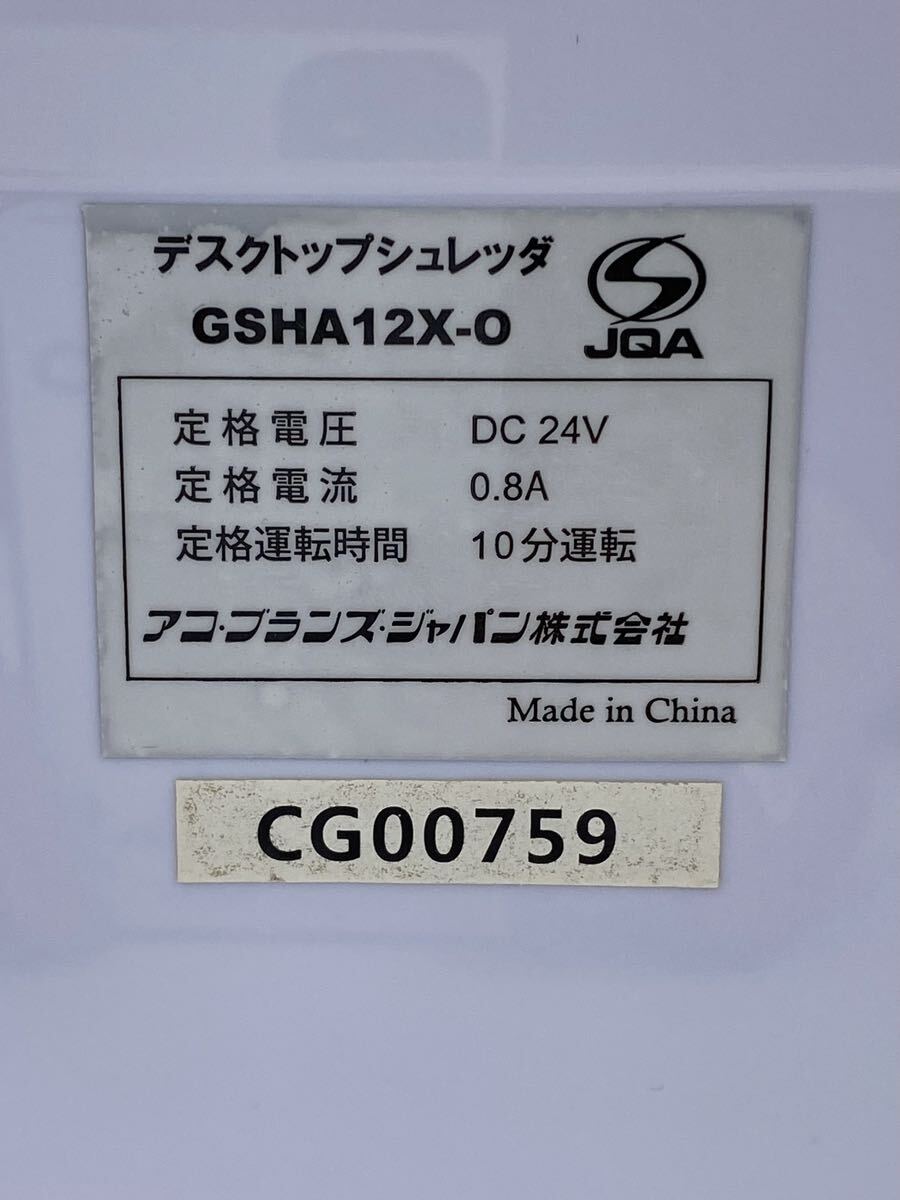 デスクトップシュレッダ
GSHA12X-O
JQA
定格電圧 DC 24V
定格電流 0.8A
定格運転時間 10分運転
アコ・ブランズ・ジャパン株式会社
Made in China
CG00759